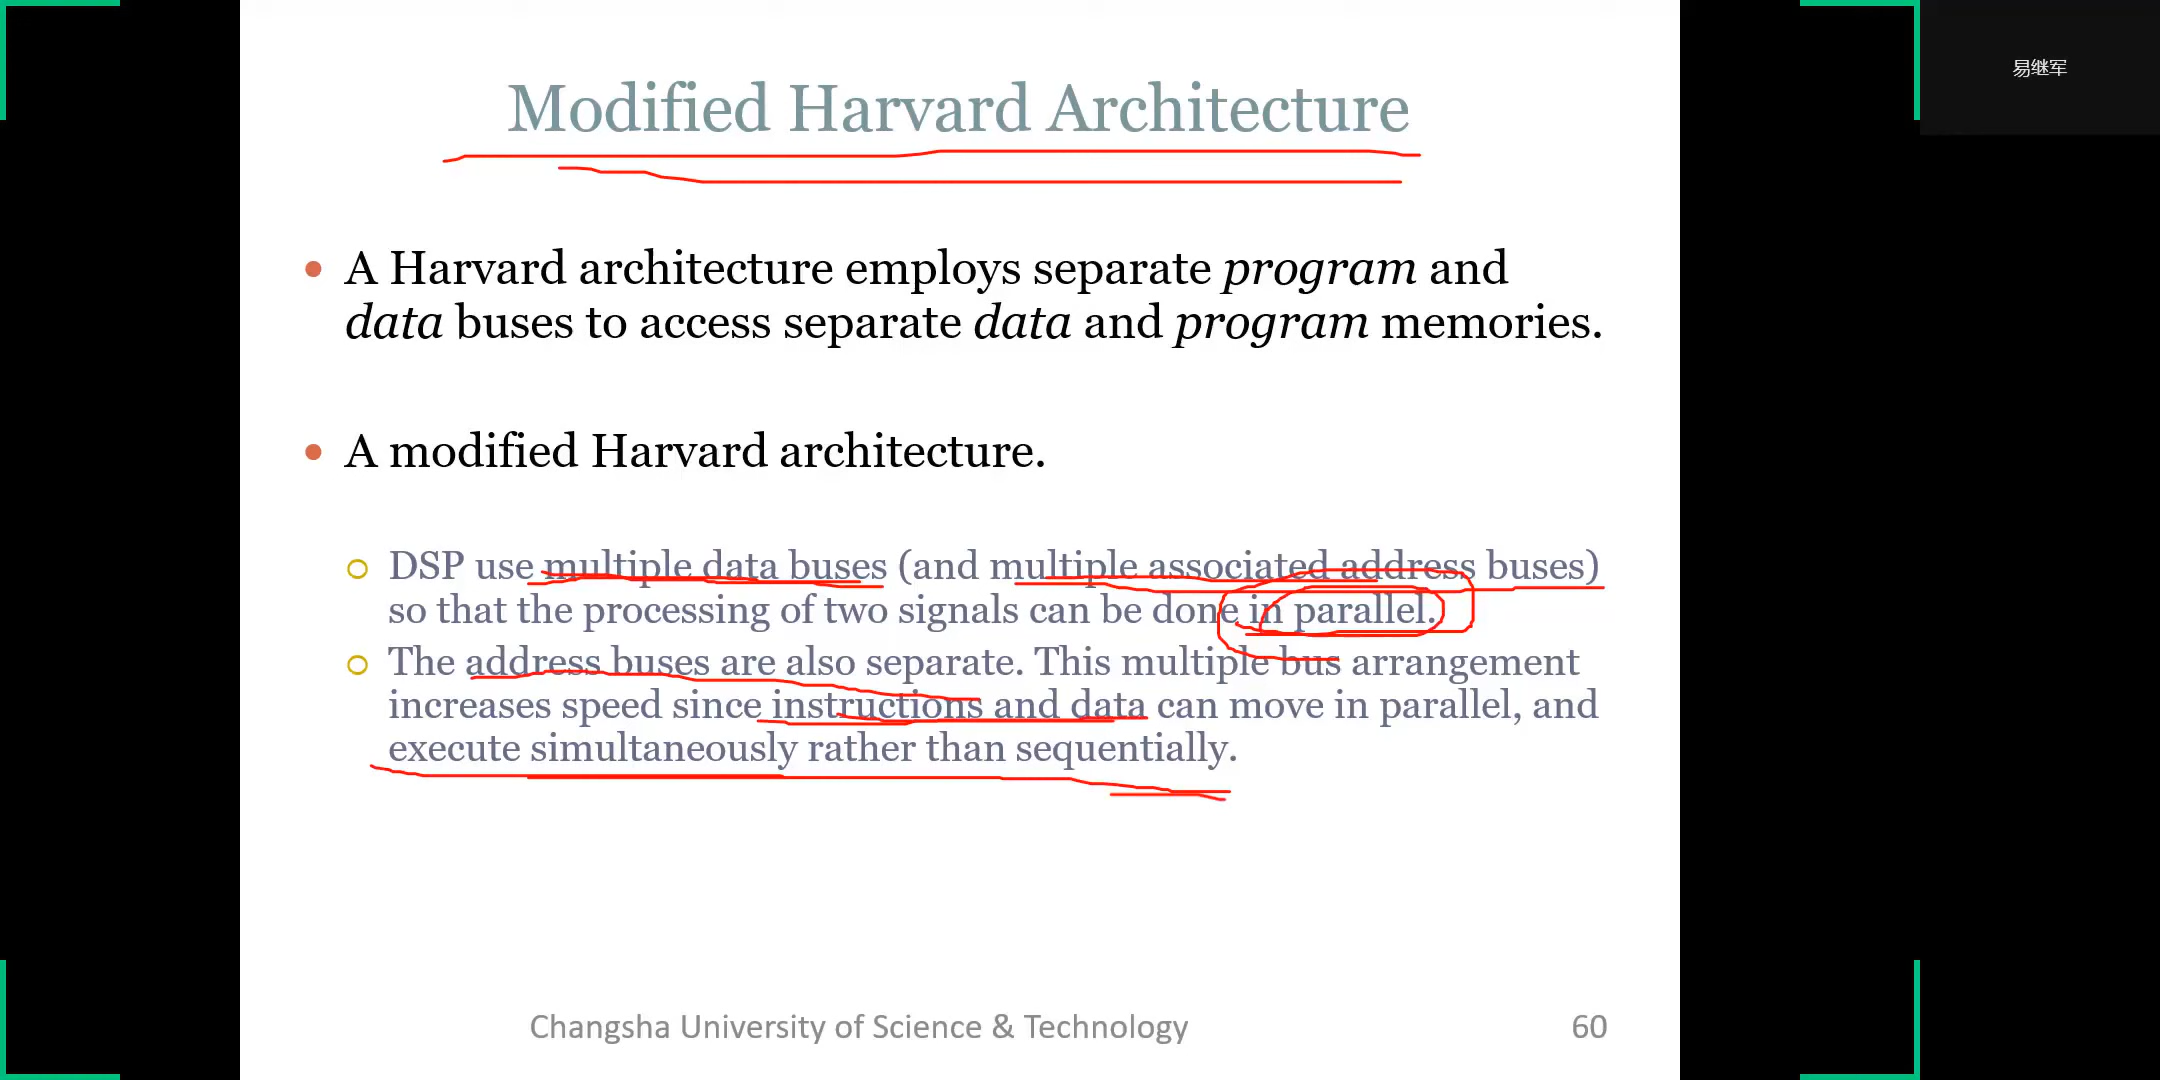 易继军
Modified Harvard Architecture
• A Harvard architecture employs separate program and
data buses to access separate data and program memories.
• A modified Harvard architecture.
○ DSP use multiple data buses (and multiple associated address buses)
so that the processing of two signals can be done in parallel.
○ The address buses are also separate. This multiple bus arrangement
increases speed since instructions and data can move in parallel, and
execute simultaneously rather than sequentially.
Changsha University of Science & Technology
60